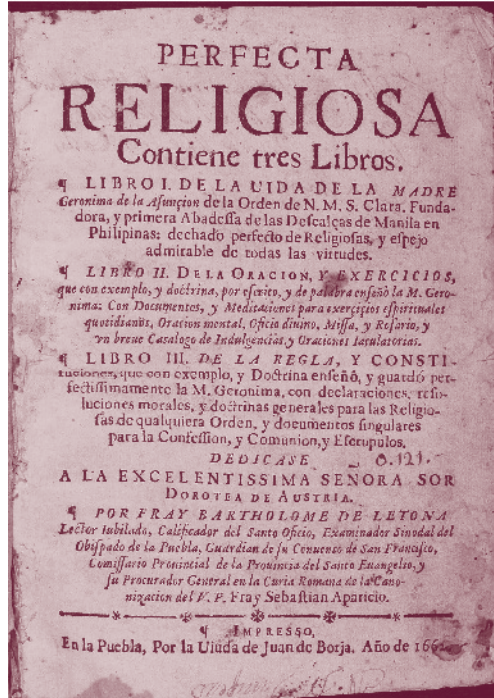 PERFECTA
RELIGIOSA
Contiene tres Libros.
¶ LIBRO I. DE LA UIDA DE LA MADRE
Geronima de la Asunçion de la Orden de N. M. S. Clara. Funda-
dora, y primera Abadessa de las Descalças de Manila en
Philipinas: dechado perfecto de Religiosas, y espejo
admirable de todas las virtudes.
¶ LIBRO II. DE LA ORACION, Y EXERCICIOS,
que con exemplo, y doctrina, por escrito, y de palabra enseñò la M. Gero-
nima: Con Documentos, y Meditaciones para exerçiçios espirituales
quotidianos, Oracion mental, Oficio diuino, Missa, y Rosario, y
vn breue Catalogo de Indulgencias, y Oraciones Iaculatorias.
¶ LIBRO III. DE LA REGLA, Y CONSTI-
tuciones, que con exemplo, y Doctrina enseñô, y guardò per-
fectissimamente la M. Geronima, con declaraciones, reso-
luciones morales, y doctrinas generales para las Religio-
sas de qualquiera Orden, y documentos singulares
para la Confession, y Comunion, y Escrupulos.
DEDICASE
A LA EXCELENTISSIMA SEÑORA SOR
DOROTEA DE AUSTRIA.
¶ POR FRAY BARTHOLOME DE LETONA
Lector Iubilado, Calificador del Santo Oficio, Examinador Sinodal del
Obispado de la Puebla, Guardian de su Conuento de San Francisco,
Comissario Prouincial de la Prouincia del Santo Euangelio, y
su Procurador General en la Curia Romana de la Cano-
nizacion del V. P. Fray Sebastian Aparicio.
¶ IMPRESSO,
En la Puebla, Por la Uiuda de Juan de Borja, Año de